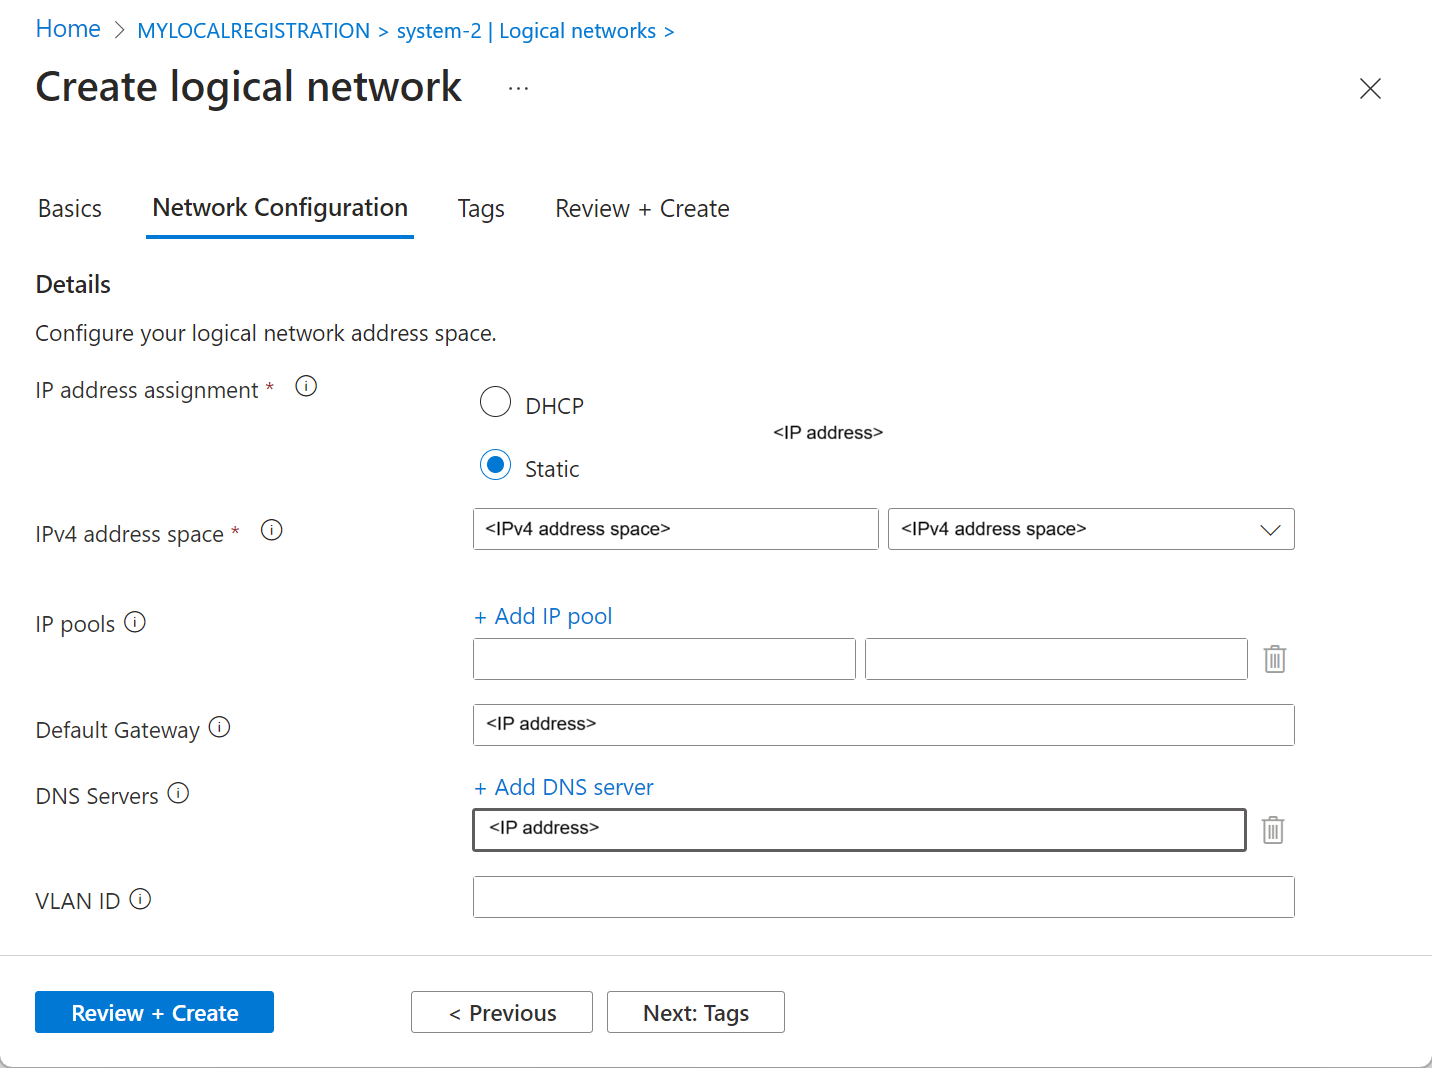 Home > MYLOCALREGISTRATION > system-2 | Logical networks >
Create logical network ...
Basics Network Configuration Tags Review + Create
Details
Configure your logical network address space.
IP address assignment *
DHCP
<IP address>
Static
IPv4 address space * <IPv4 address space> <IPv4 address space>
IP pools + Add IP pool
Default Gateway <IP address>
DNS Servers + Add DNS server
<IP address>
VLAN ID
Review + Create < Previous Next: Tags